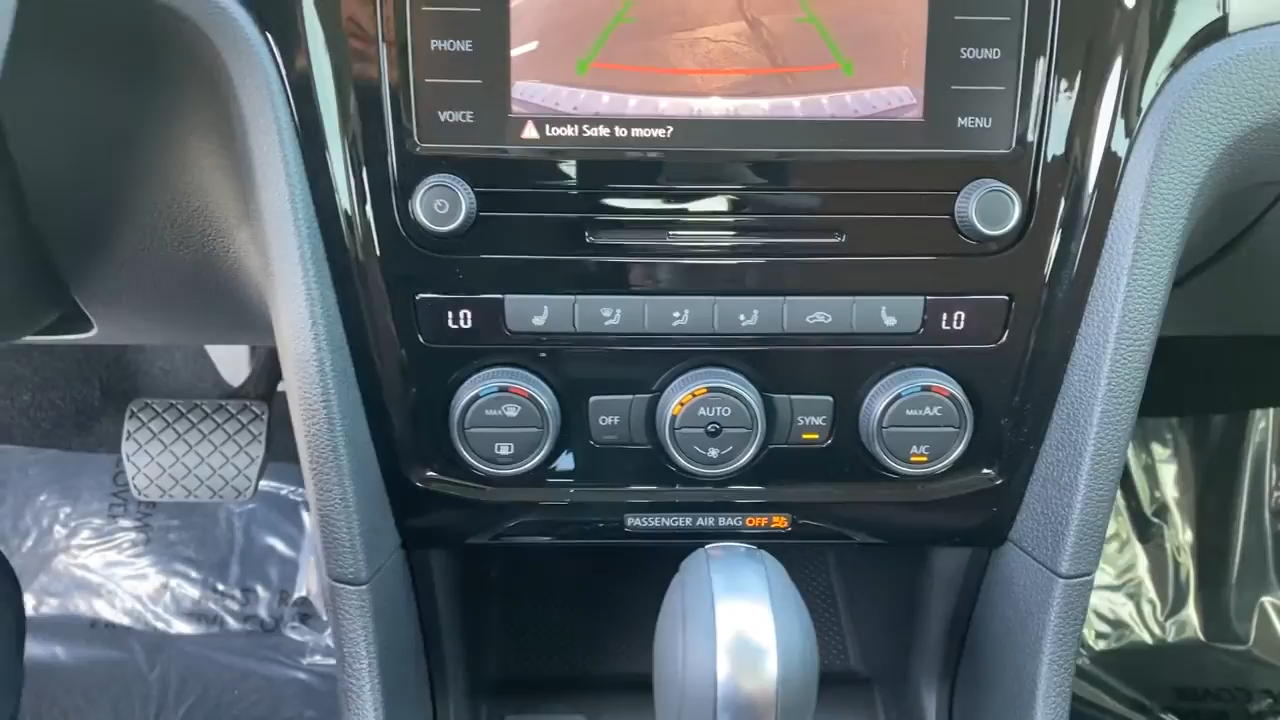 PHONE
SOUND
VOICE
MENU
Look! Safe to move?
LO
LO
MAX
OFF
AUTO
SYNC
MAX A/C
A/C
PASSENGER AIR BAG OFF